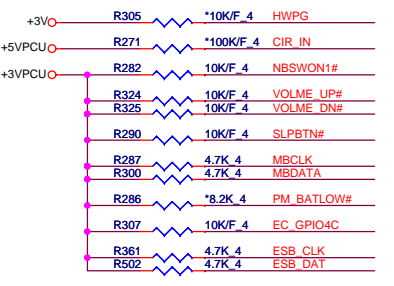 +3V R305 *10K/F_4 HWPG
+5VPCU R271 *100K/F_4 CIR_IN
+3VPCU R282 10K/F_4 NBSWON1#
R324 10K/F_4 VOLME_UP#
R325 10K/F_4 VOLME_DN#
R290 10K/F_4 SLPBTN#
R287 4.7K_4 MBCLK
R300 4.7K_4 MBDATA
R286 *8.2K_4 PM_BATLOW#
R307 10K/F_4 EC_GPIO4C
R361 4.7K_4 ESB_CLK
R502 4.7K_4 ESB_DAT